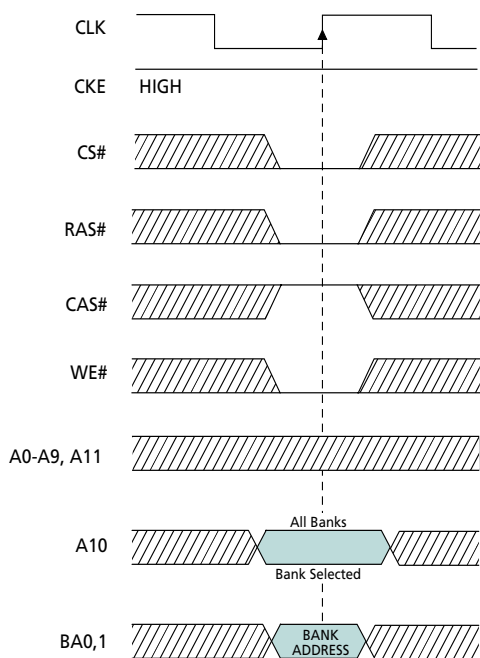 CLK
CKE HIGH
CS#
RAS#
CAS#
WE#
A0-A9, A11
All Banks
A10
Bank Selected
BA0,1
BANK
ADDRESS